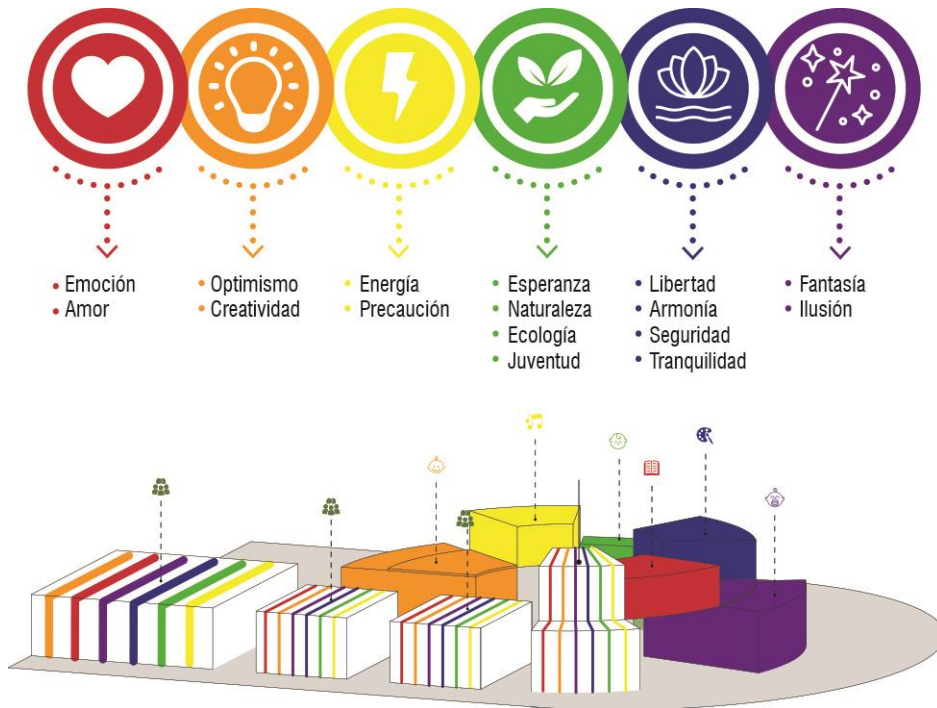 Emoción
Amor
Optimismo
Creatividad
Energía
Precaución
Esperanza
Naturaleza
Ecología
Juventud
Libertad
Armonía
Seguridad
Tranquilidad
Fantasía
Ilusión